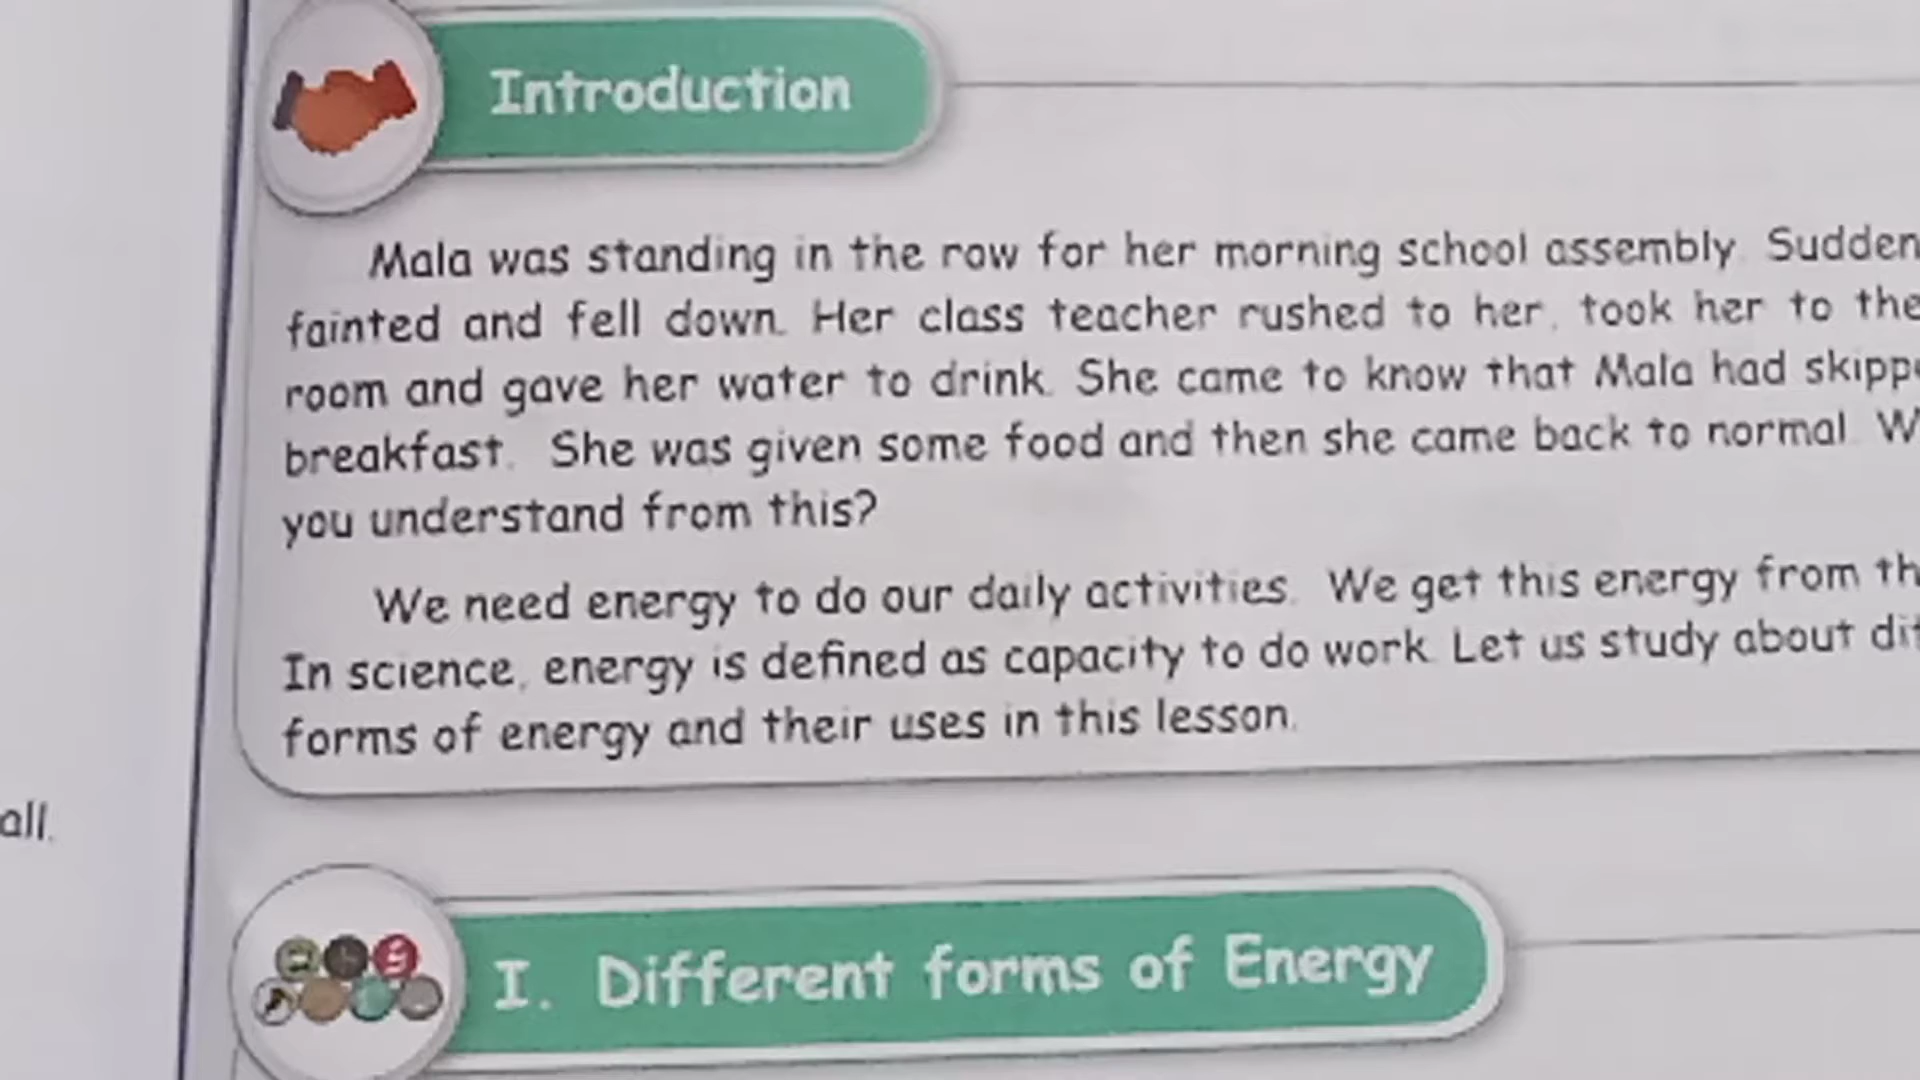 Introduction
Mala was standing in the row for her morning school assembly. Sudden
fainted and fell down. Her class teacher rushed to her, took her to the
room and gave her water to drink. She came to know that Mala had skipp
breakfast. She was given some food and then she came back to normal. W
you understand from this?
We need energy to do our daily activities. We get this energy from th
In science, energy is defined as capacity to do work. Let us study about dif
forms of energy and their uses in this lesson.
all.
I. Different forms of Energy